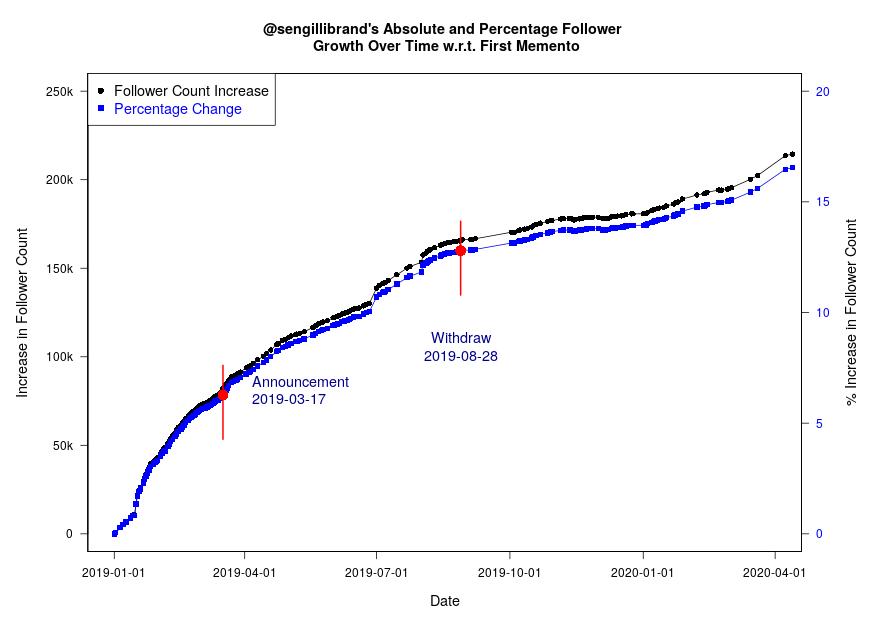 @sengillibrand's Absolute and Percentage Follower
Growth Over Time w.r.t. First Memento
Follower Count Increase
Percentage Change
250k
200k
150k
100k
50k
0
20
15
10
5
0
Increase in Follower Count
% Increase in Follower Count
Announcement
2019-03-17
Withdraw
2019-08-28
2019-01-01
2019-04-01
2019-07-01
2019-10-01
2020-01-01
2020-04-01
Date